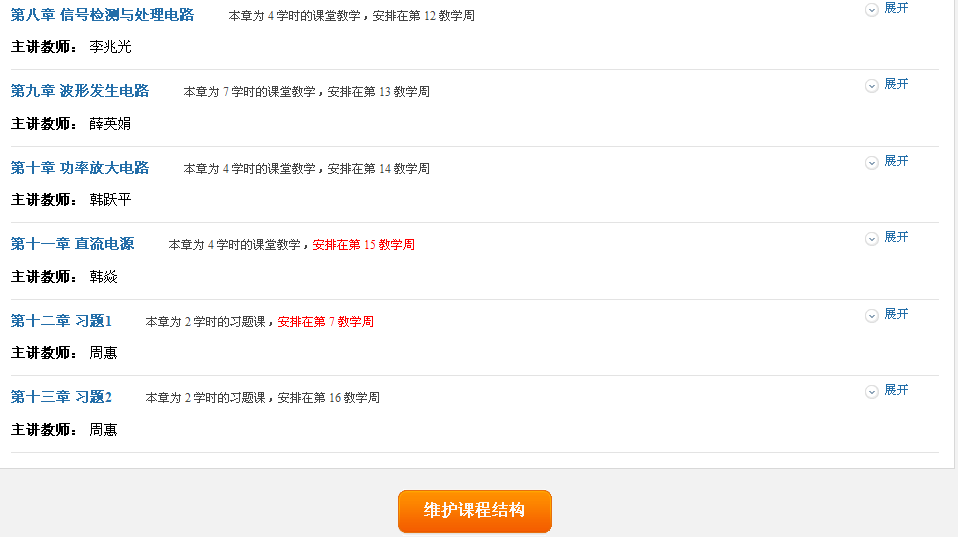 第八章 信号检测与处理电路 本章为 4 学时的课堂教学，安排在第 12 教学周 展开
主讲教师： 李兆光
第九章 波形发生电路 本章为 7 学时的课堂教学，安排在第 13 教学周 展开
主讲教师： 薛英娟
第十章 功率放大电路 本章为 4 学时的课堂教学，安排在第 14 教学周 展开
主讲教师： 韩跃平
第十一章 直流电源 本章为 4 学时的课堂教学，安排在第 15 教学周 展开
主讲教师： 韩焱
第十二章 习题1 本章为 2 学时的习题课，安排在第 7 教学周 展开
主讲教师： 周惠
第十三章 习题2 本章为 2 学时的习题课，安排在第 16 教学周 展开
主讲教师： 周惠
维护课程结构